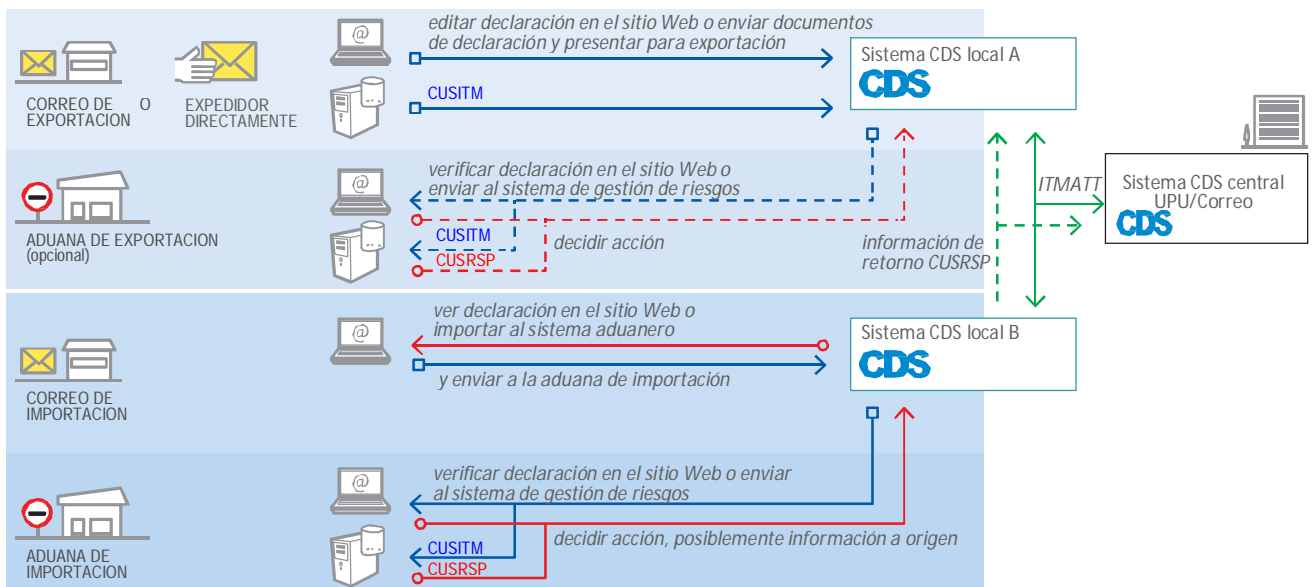 editar declaración en el sitio Web o enviar documentos
de declaración y presentar para exportación
@
CORREO DE O
EXPORTACION
EXPEDIDOR
DIRECTAMENTE
CUSITM
Sistema CDS local A
CDS
verificar declaración en el sitio Web o
enviar al sistema de gestión de riesgos
@
ADUANA DE EXPORTACION
(opcional)
CUSITM
CUSRSP
decidir acción
información de
retorno CUSRSP
ITMATT
Sistema CDS central
UPU/Correo
CDS
ver declaración en el sitio Web o
importar al sistema aduanero
@
y enviar a la aduana de importación
CORREO DE
IMPORTACION
Sistema CDS local B
CDS
verificar declaración en el sitio Web o enviar
al sistema de gestión de riesgos
@
ADUANA DE
IMPORTACION
CUSITM
CUSRSP
decidir acción, posiblemente información a origen